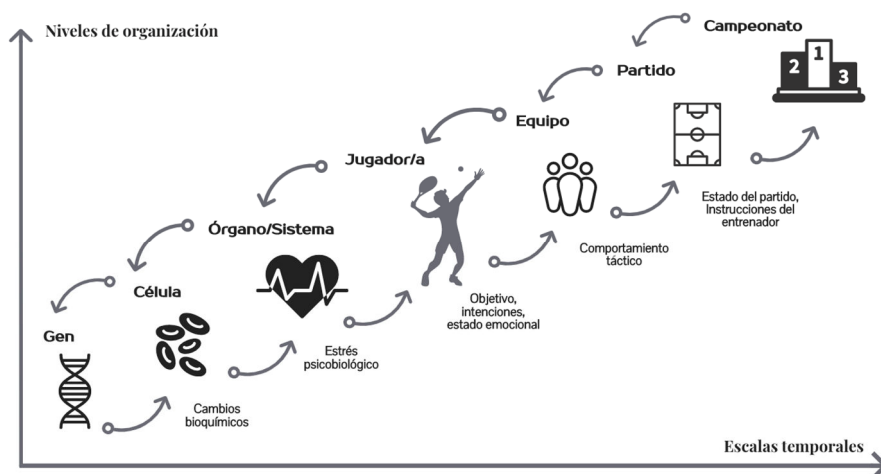 Niveles de organización
Campeonato
2
1
3
Partido
Equipo
Jugador/a
Estado del partido,
Instrucciones del
entrenador
Órgano/Sistema
Comportamiento
táctico
Célula
Objetivo,
intenciones,
estado emocional
Gen
Estrés
psicobiológico
Cambios
bioquímicos
Escalas temporales